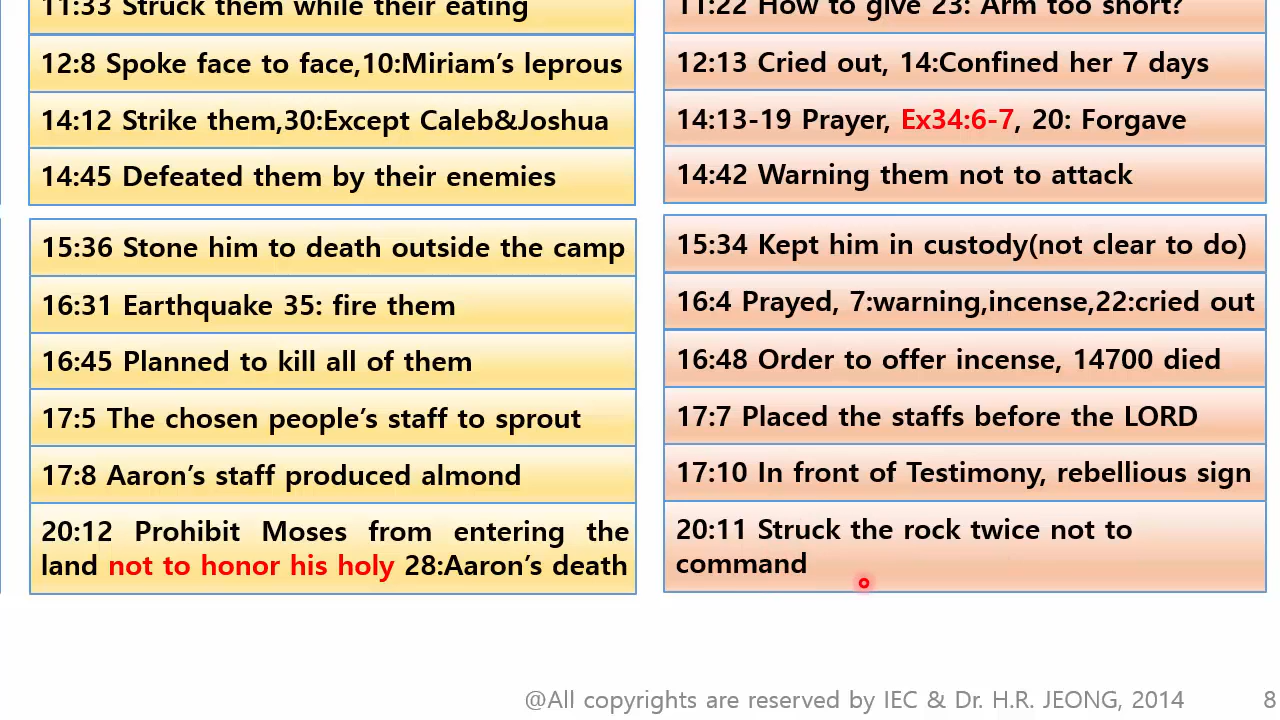 11:33 Struck them while their eating
12:8 Spoke face to face,10:Miriam's leprous
14:12 Strike them,30:Except Caleb&Joshua
14:45 Defeated them by their enemies
15:36 Stone him to death outside the camp
16:31 Earthquake 35: fire them
16:45 Planned to kill all of them
17:5 The chosen people's staff to sprout
17:8 Aaron's staff produced almond
20:12 Prohibit Moses from entering the
land not to honor his holy 28:Aaron's death
11:22 How to give 23: Arm too short?
12:13 Cried out, 14:Confined her 7 days
14:13-19 Prayer, Ex34:6-7, 20: Forgave
14:42 Warning them not to attack
15:34 Kept him in custody(not clear to do)
16:4 Prayed, 7:warning,incense,22:cried out
16:48 Order to offer incense, 14700 died
17:7 Placed the staffs before the LORD
17:10 In front of Testimony, rebellious sign
20:11 Struck the rock twice not to
command
@All copyrights are reserved by IEC & Dr. H.R. JEONG, 2014
8